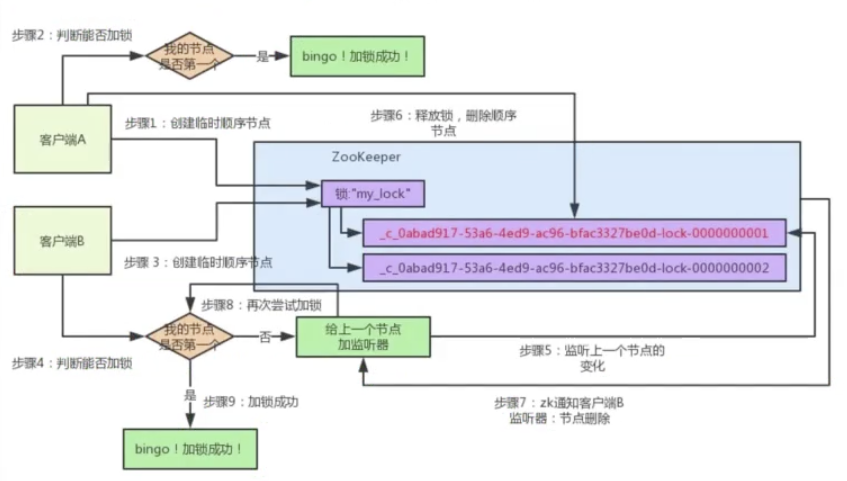 步骤2：判断能否加锁
我的节点
是否第一个
是
bingo！加锁成功！
步骤1：创建临时顺序节点
步骤6：释放锁，删除顺序
节点
客户端A
ZooKeeper
锁:"my_lock"
_c_0abad917-53a6-4ed9-ac96-bfac3327be0d-lock-0000000001
客户端B
步骤 3：创建临时顺序节点
_c_0abad917-53a6-4ed9-ac96-bfac3327be0d-lock-0000000002
步骤8：再次尝试加锁
我的节点
是否第一个
否
给上一个节点
加监听器
步骤4：判断能否加锁
步骤5：监听上一个节点的
变化
是
步骤9：加锁成功
步骤7：zk通知客户端B
监听器：节点删除
bingo！加锁成功！